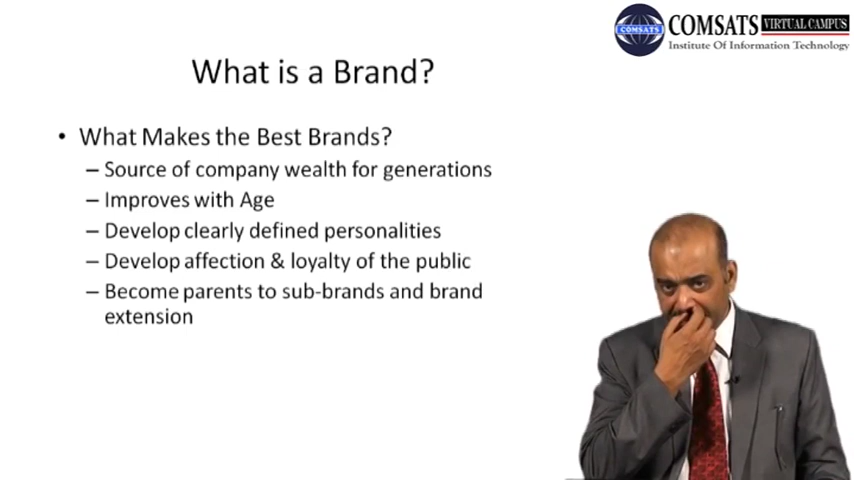 COMSATS VIRTUAL CAMPUS
COMSATS Institute Of Information Technology
What is a Brand?
• What Makes the Best Brands?
– Source of company wealth for generations
– Improves with Age
– Develop clearly defined personalities
– Develop affection & loyalty of the public
– Become parents to sub-brands and brand
extension